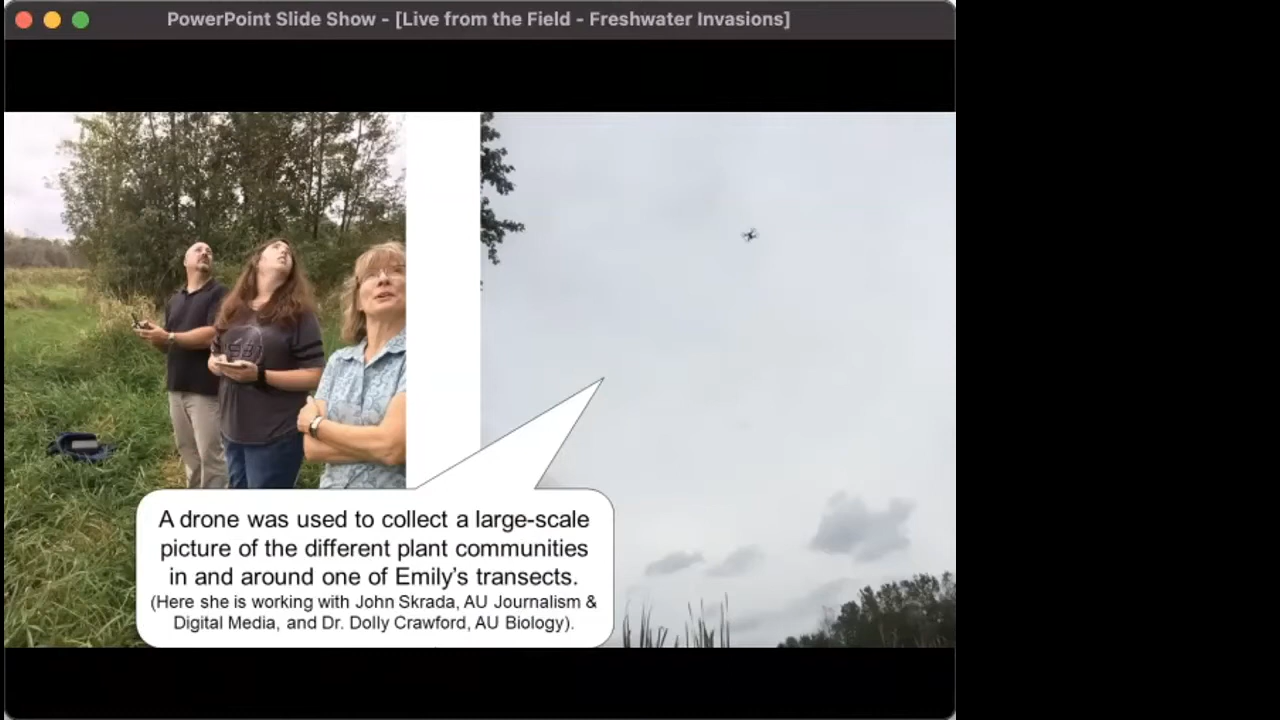 PowerPoint Slide Show - [Live from the Field - Freshwater Invasions]
A drone was used to collect a large-scale
picture of the different plant communities
in and around one of Emily's transects.
(Here she is working with John Skrada, AU Journalism &
Digital Media, and Dr. Dolly Crawford, AU Biology).